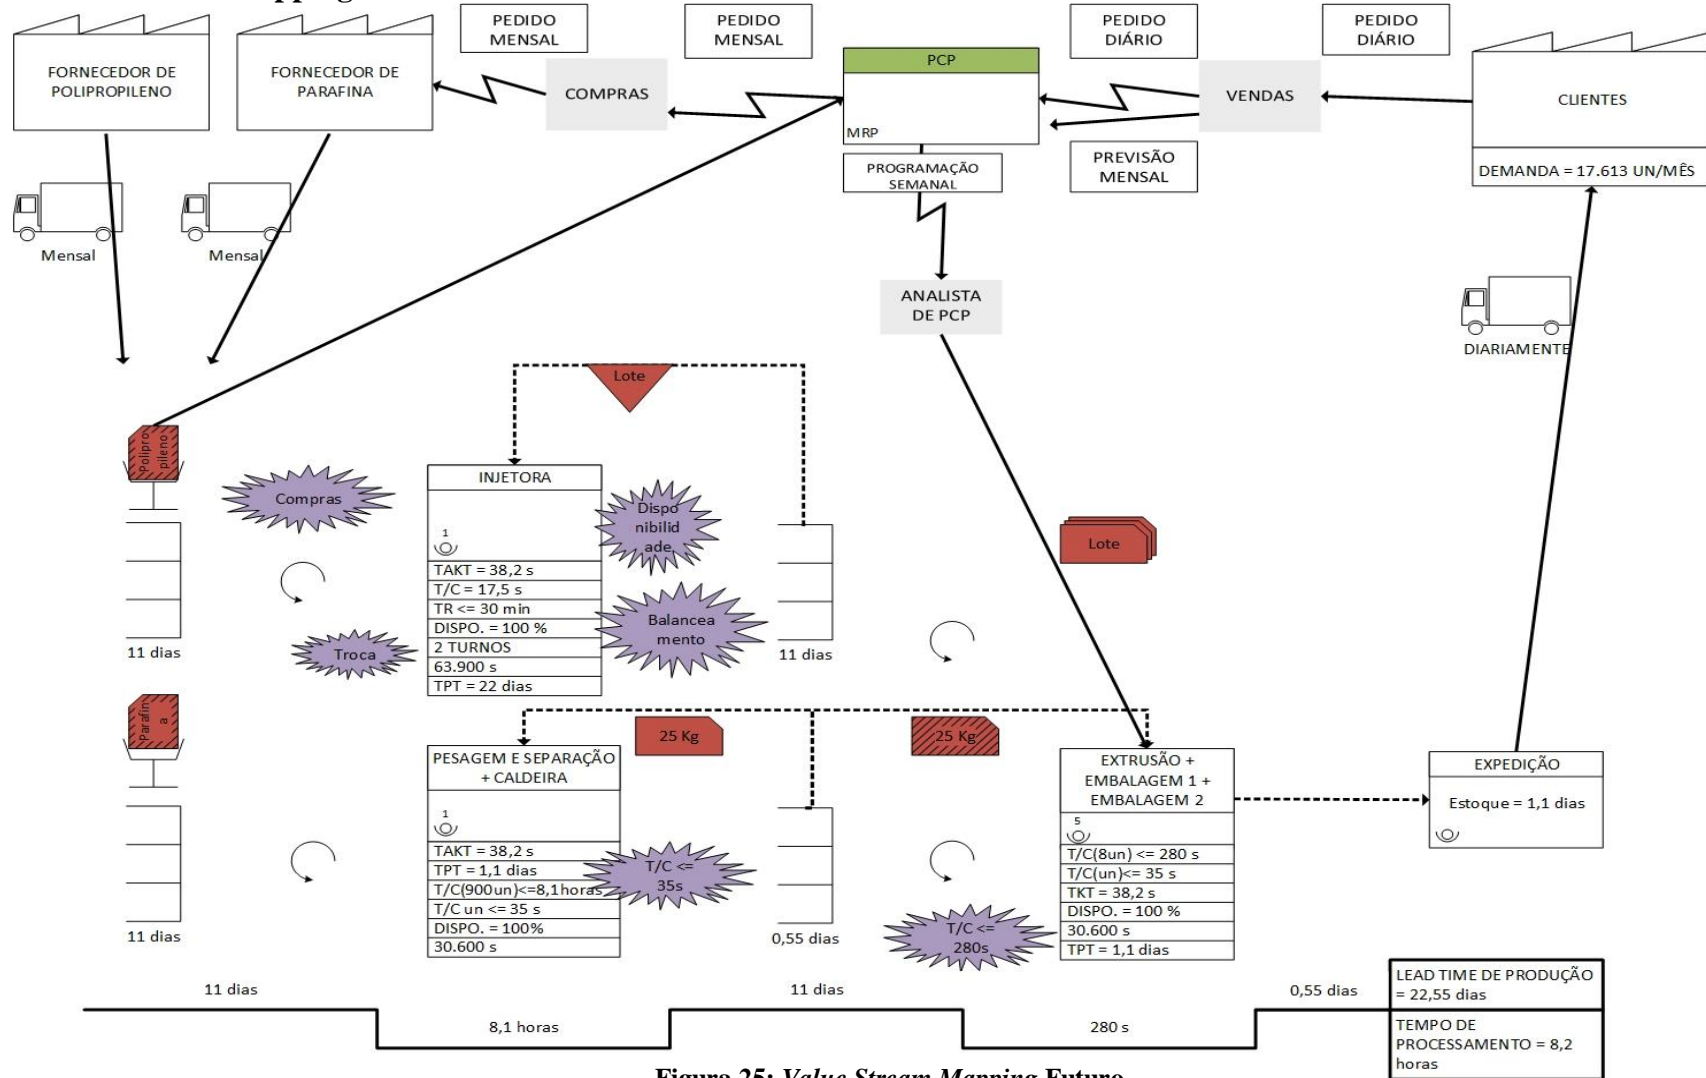 pping
PEDIDO
MENSAL
PEDIDO
MENSAL
PEDIDO
DIÁRIO
PEDIDO
DIÁRIO
FORNECEDOR DE
POLIPROPILENO
FORNECEDOR DE
PARAFINA
COMPRAS
PCP
MRP
VENDAS
CLIENTES
DEMANDA = 17.613 UN/MÊS
PROGRAMAÇÃO
SEMANAL
PREVISÃO
MENSAL
Mensal
Mensal
ANALISTA
DE PCP
DIARIAMENTE
Lote
Polipro
pileno
Compras
INJETORA
1
TAKT = 38,2 s
T/C = 17,5 s
TR <= 30 min
DISPO. = 100 %
2 TURNOS
63.900 s
TPT = 22 dias
Dispo
nibilid
ade
Balancea
mento
Troca
Lote
11 dias
11 dias
Parafin
a
25 Kg
25 Kg
PESAGEM E SEPARAÇÃO
+ CALDEIRA
1
TAKT = 38,2 s
TPT = 1,1 dias
T/C(900un)<=8,1horas
T/C un <= 35 s
DISPO. = 100%
30.600 s
T/C <=
35s
EXTRUSÃO +
EMBALAGEM 1 +
EMBALAGEM 2
5
T/C(8un) <= 280 s
T/C(un)<= 35 s
TKT = 38,2 s
DISPO. = 100 %
30.600 s
TPT = 1,1 dias
T/C <=
280s
EXPEDIÇÃO
Estoque = 1,1 dias
11 dias
0,55 dias
11 dias
8,1 horas
11 dias
280 s
0,55 dias
LEAD TIME DE PRODUÇÃO
= 22,55 dias
TEMPO DE
PROCESSAMENTO = 8,2
horas
Figura 25: Value Stream Mapping Futuro